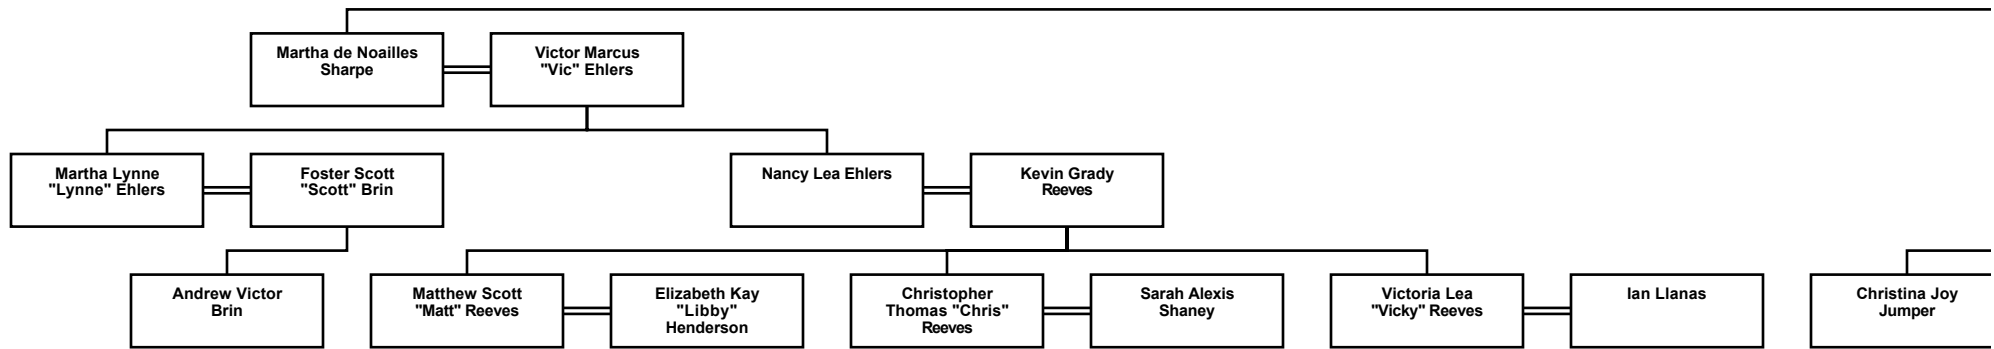 Martha de Noailles
Sharpe
Victor Marcus
"Vic" Ehlers
Martha Lynne
"Lynne" Ehlers
Foster Scott
"Scott" Brin
Nancy Lea Ehlers
Kevin Grady
Reeves
Andrew Victor
Brin
Matthew Scott
"Matt" Reeves
Elizabeth Kay
"Libby"
Henderson
Christopher
Thomas "Chris"
Reeves
Sarah Alexis
Shaney
Victoria Lea
"Vicky" Reeves
Ian Llanas
Christina Joy
Jumper